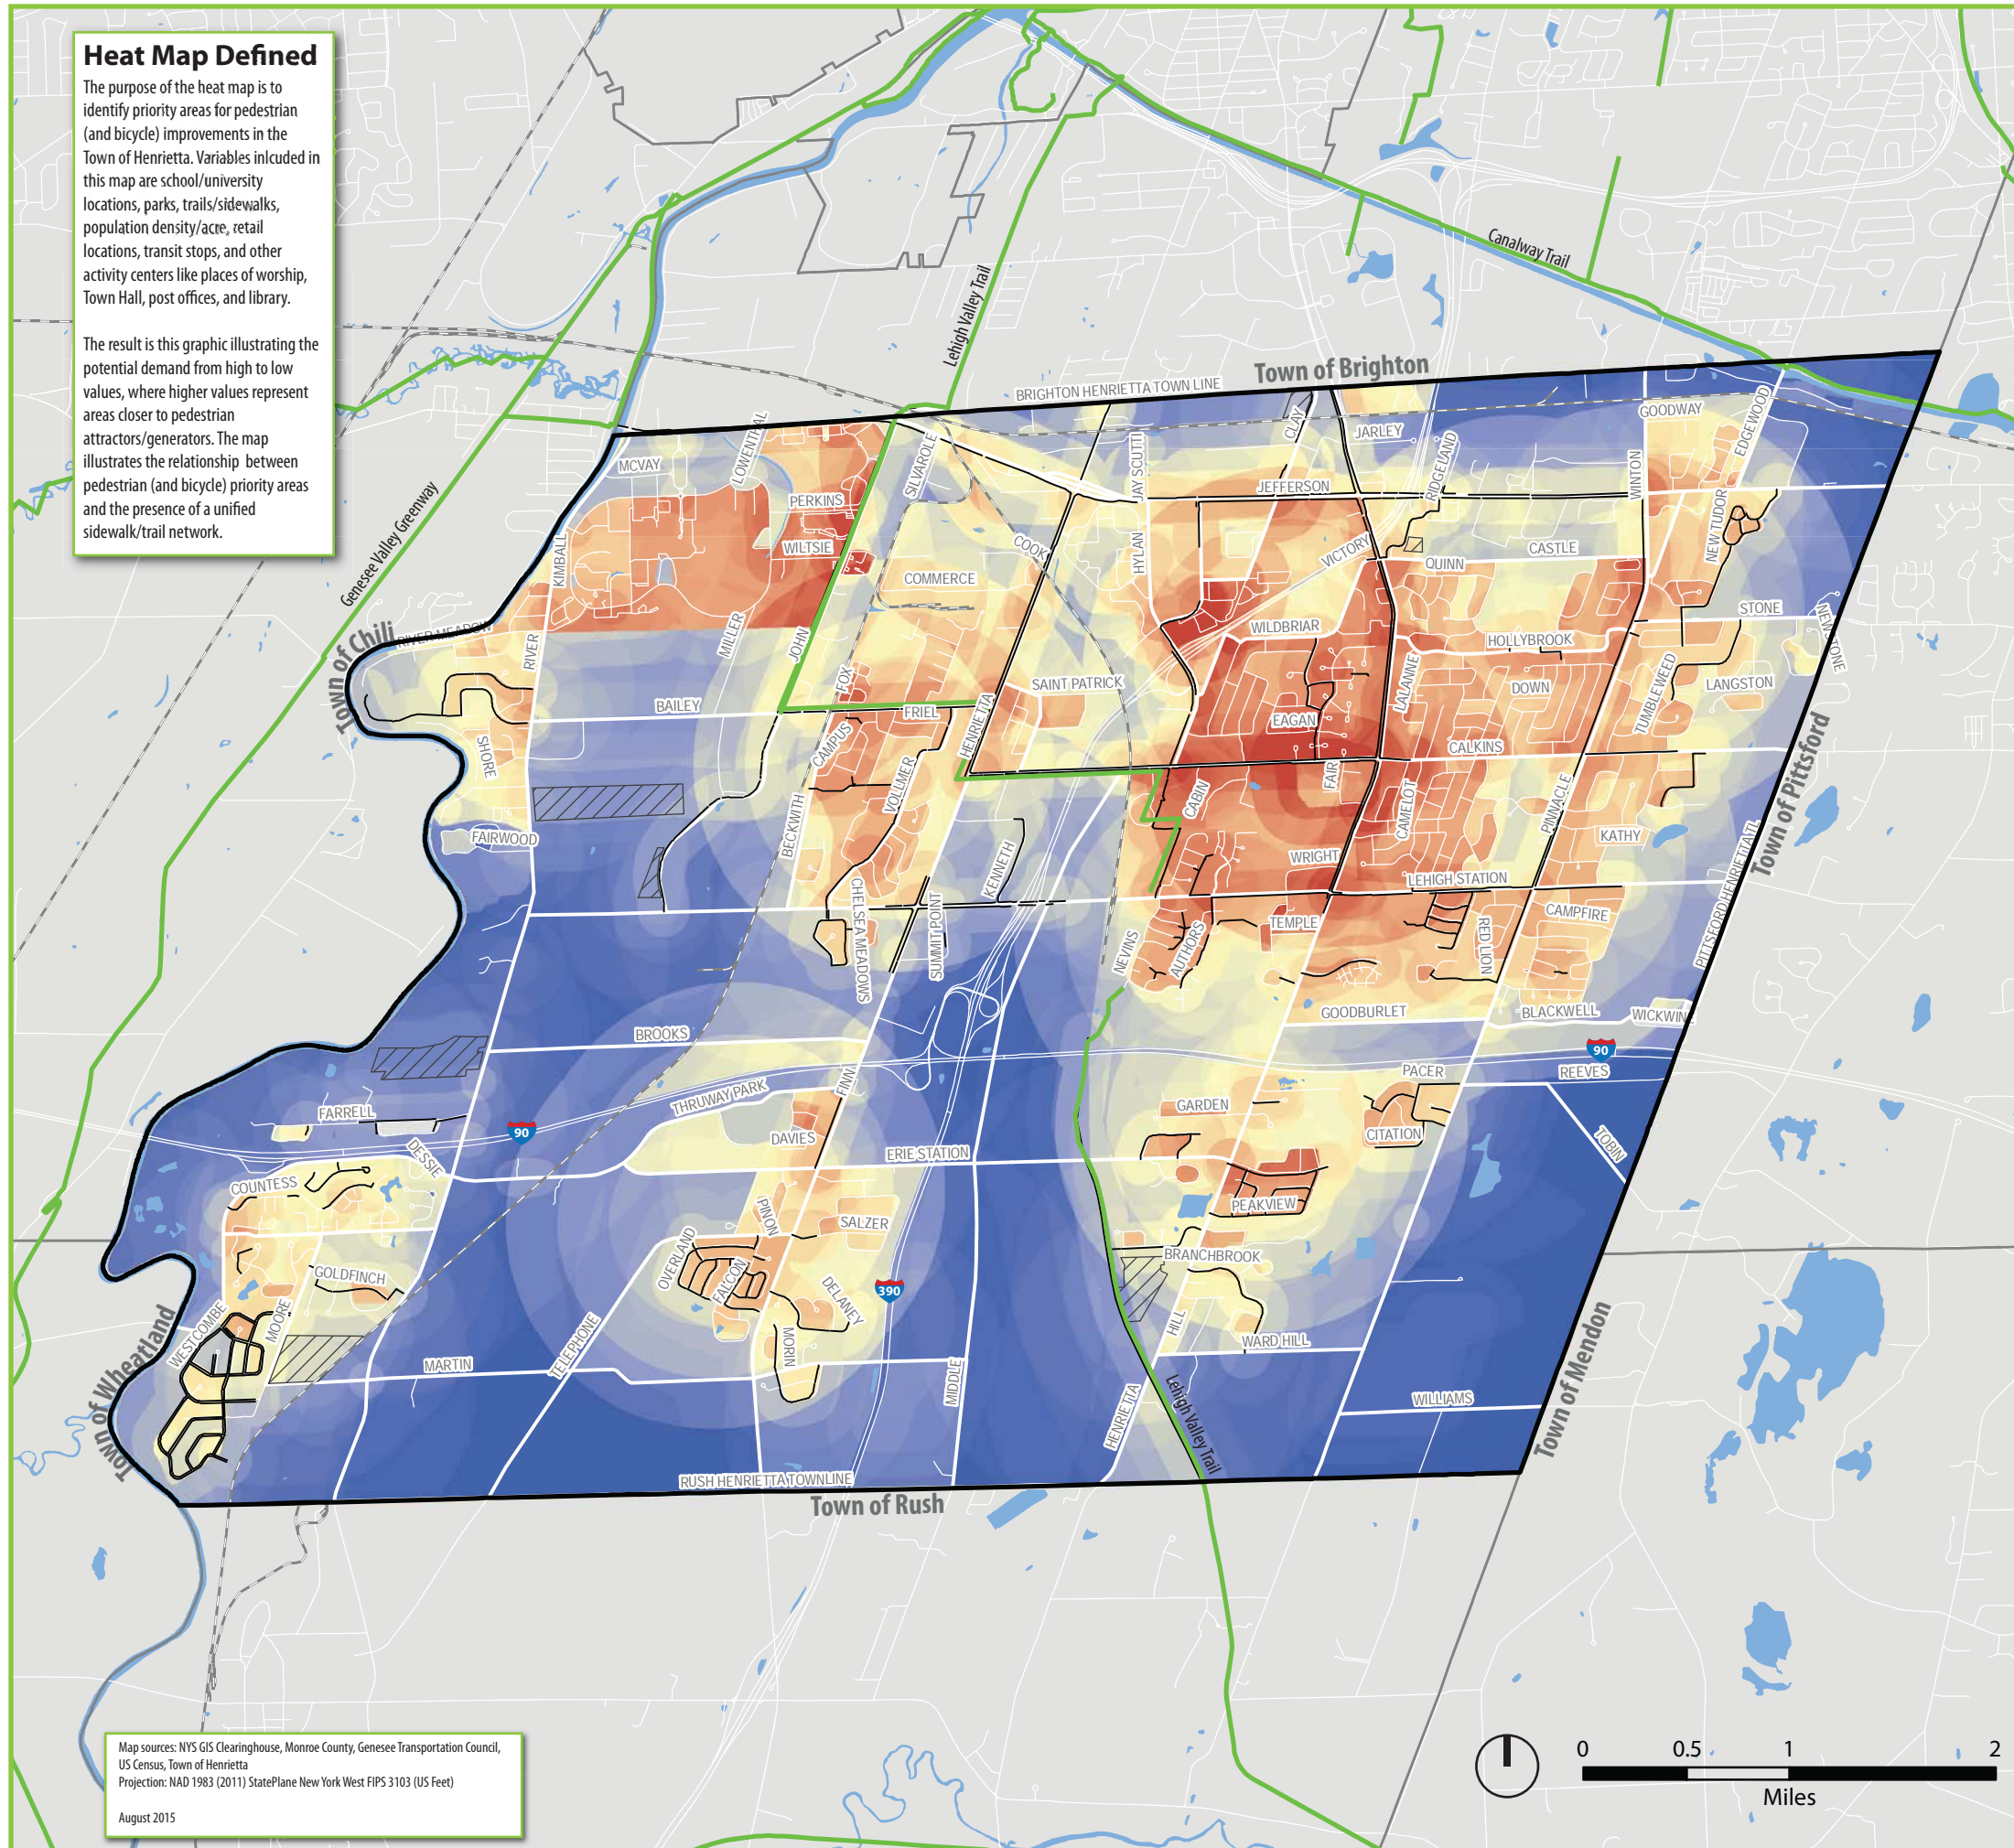 Heat Map Defined
The purpose of the heat map is to
identify priority areas for pedestrian
(and bicycle) improvements in the
Town of Henrietta. Variables inlcuded in
this map are school/university
locations, parks, trails/sidewalks,
population density/acre, retail
locations, transit stops, and other
activity centers like places of worship,
Town Hall, post offices, and library.
The result is this graphic illustrating the
potential demand from high to low
values, where higher values represent
areas closer to pedestrian
attractors/generators. The map
illustrates the relationship between
pedestrian (and bicycle) priority areas
and the presence of a unified
sidewalk/trail network.
Canalway Trail
Lehigh Valley Trail
Genesee Valley Greenway
Town of Brighton
BRIGHTON HENRIETTA TOWN LINE
GOODWAY
EDGEWOOD
CLAY
JARLEY
LOWENTHAL
SILVAROLE
JAY SCUTTI
RIDGELAND
WINTON
MCVAY
PERKINS
JEFFERSON
NEW TUDOR
KIMBALL
WILTSIE
COOK
HYLAN
VICTORY
CASTLE
QUINN
COMMERCE
STONE
NEWSTONE
Town of Chili
RIVER MEADOW
RIVER
MILLER
JOHN
WILDBRIAR
HOLLYBROOK
FOX
SAINT PATRICK
LALANNE
DOWN
TUMBLEWEED
LANGSTON
BAILEY
FRIEL
HENRIETTA
EAGAN
CAMPUS
CALKINS
SHORE
VOLLMER
CABIN
FAIR
CAMELOT
PINNACLE
Town of Pittsford
BECKWITH
FAIRWOOD
KENNETH
WRIGHT
KATHY
PITTSFORD HENRIETTA TL
LEHIGH STATION
CHELSEA MEADOWS
SUMMIT POINT
TEMPLE
CAMPFIRE
RED LION
NEVINS
AUTHORS
GOODBURLET
BLACKWELL
WICKWIN
BROOKS
90
REEVES
PACER
FINN
THRUWAY PARK
GARDEN
FARRELL
90
DAVIES
CITATION
TOBIN
DESSIE
ERIE STATION
COUNTESS
PEAKVIEW
PINON
SALZER
OVERLAND
BRANCHBROOK
GOLDFINCH
FALCON
DELANEY
390
WESTCOMBE
MOORE
HILL
WARD HILL
Town of Wheatland
TELEPHONE
MORIN
MARTIN
MIDDLE
HENRIETTA
Lehigh Valley Trail
WILLIAMS
Town of Mendon
RUSH HENRIETTA TOWNLINE
Town of Rush
Map sources: NYS GIS Clearinghouse, Monroe County, Genesee Transportation Council,
US Census, Town of Henrietta
Projection: NAD 1983 (2011) StatePlane New York West FIPS 3103 (US Feet)
August 2015
0 0.5 1 2
Miles